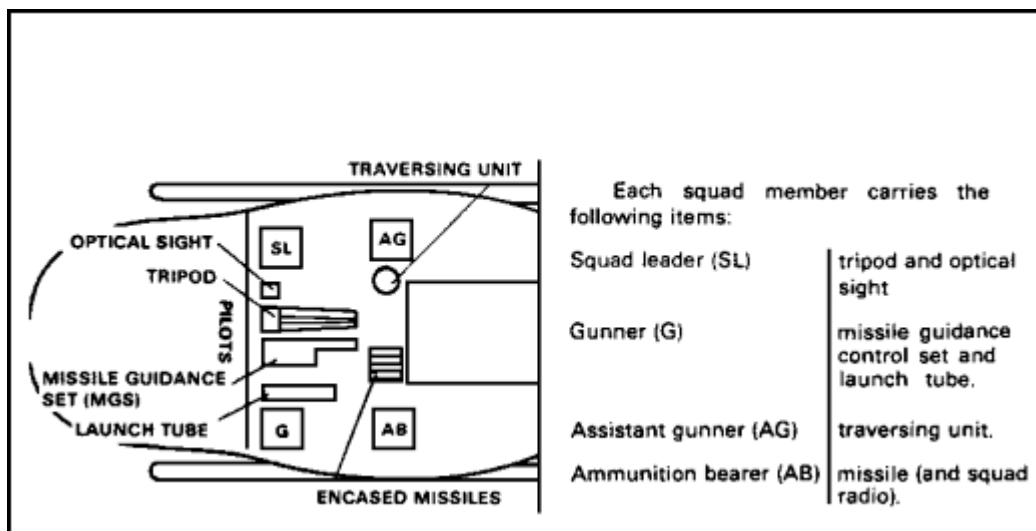 TRAVERSING UNIT
OPTICAL SIGHT
SL
AG
TRIPOD
PILOTS
MISSILE GUIDANCE
SET (MGS)
LAUNCH TUBE
G
AB
ENCASED MISSILES
Each squad member carries the
following items:
Squad leader (SL)
tripod and optical
sight
Gunner (G)
missile guidance
control set and
launch tube.
Assistant gunner (AG)
traversing unit.
Ammunition bearer (AB)
missile (and squad
radio).